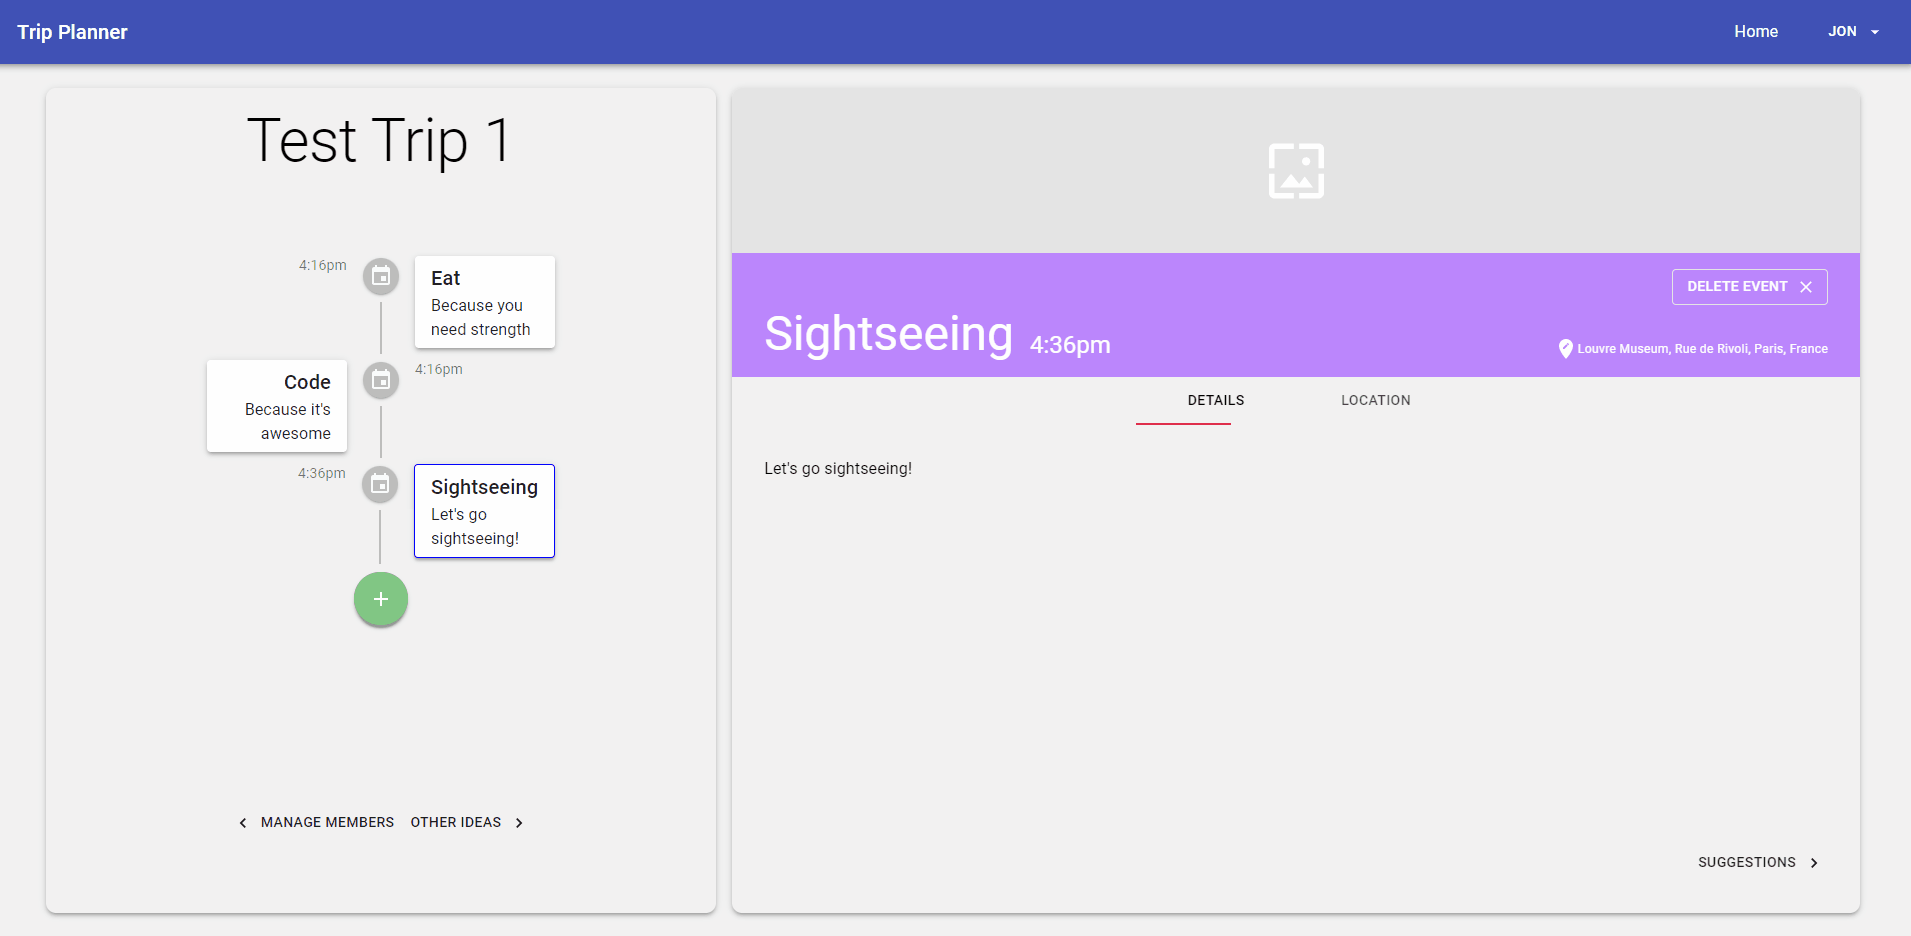 Trip Planner
Home
JON
Test Trip 1
4:16pm
Eat
Because you
need strength
Code
Because it's
awesome
4:16pm
4:36pm
Sightseeing
Let's go
sightseeing!
MANAGE MEMBERS
OTHER IDEAS
DELETE EVENT
Sightseeing 4:36pm
Louvre Museum, Rue de Rivoli, Paris, France
DETAILS
LOCATION
Let's go sightseeing!
SUGGESTIONS